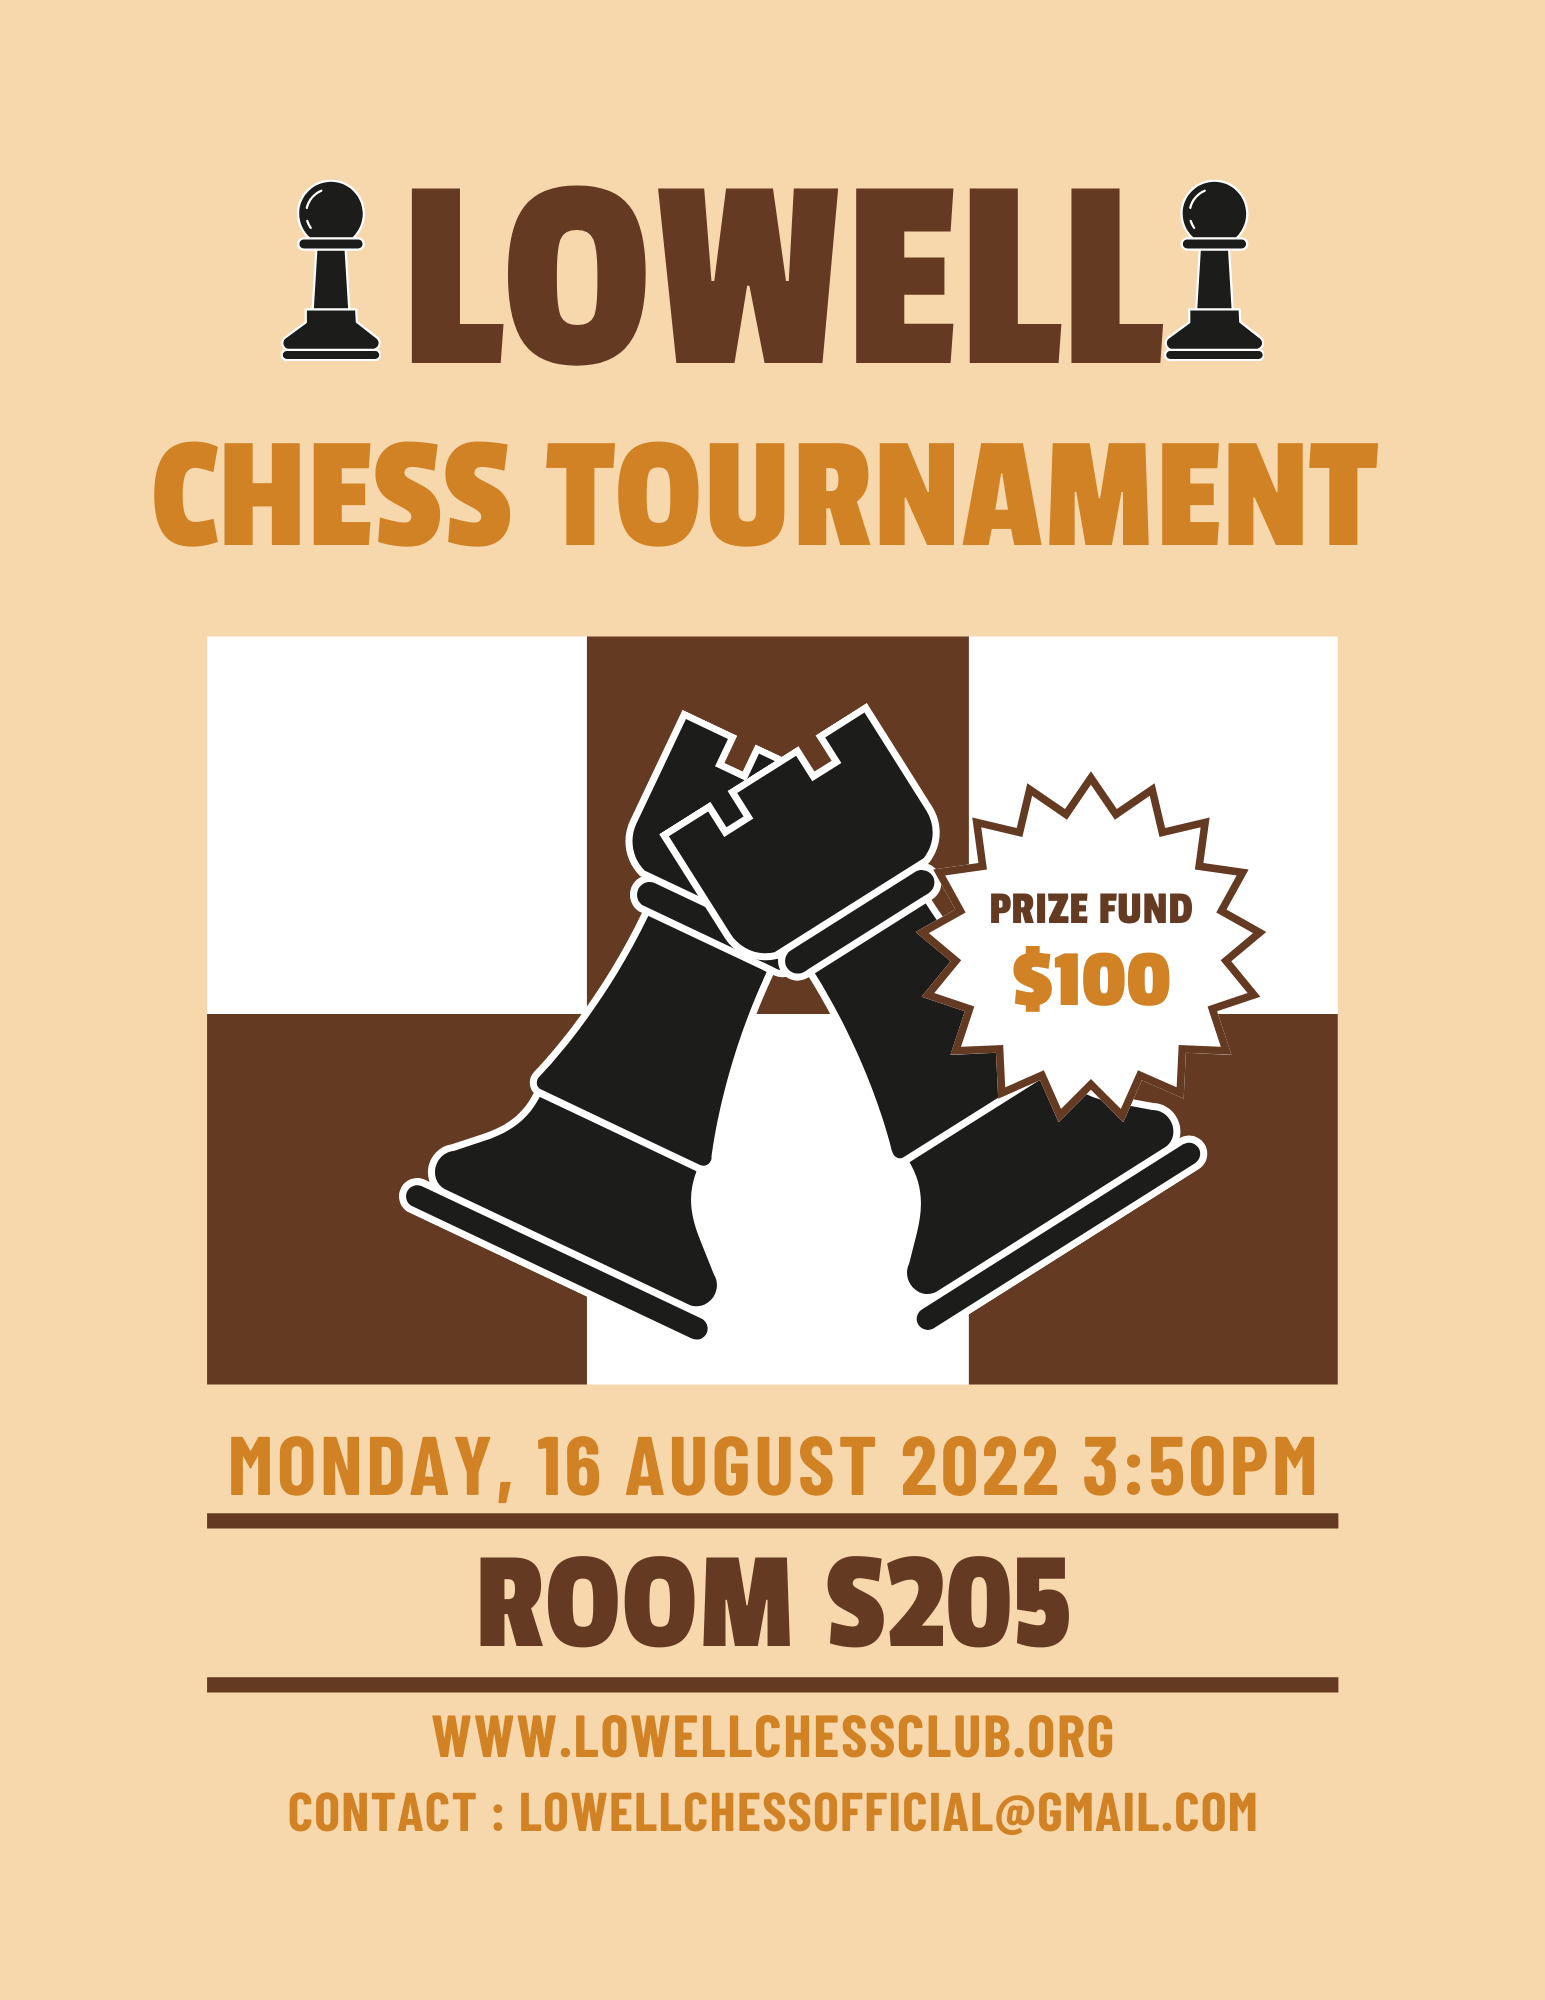 LOWELL
CHESS TOURNAMENT
PRIZE FUND
$100
MONDAY, 16 AUGUST 2022 3:50PM
ROOM S205
WWW.LOWELLCHESSCLUB.ORG
CONTACT : LOWELLCHESSOFFICIAL@GMAIL.COM